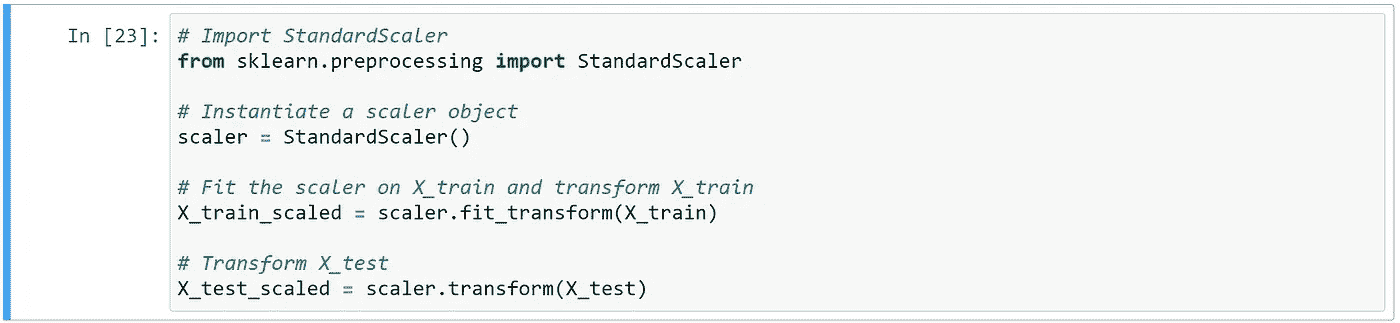 In [23]: # Import StandardScaler
from sklearn.preprocessing import StandardScaler
# Instantiate a scaler object
scaler = StandardScaler()
# Fit the scaler on X_train and transform X_train
X_train_scaled = scaler.fit_transform(X_train)
# Transform X_test
X_test_scaled = scaler.transform(X_test)